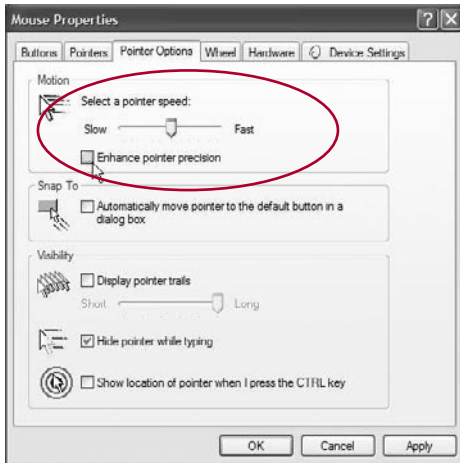 Mouse Properties
Buttons Pointers Pointer Options Wheel Hardware Device Settings
Motion
Select a pointer speed:
Slow Fast
Enhance pointer precision
Snap To
Automatically move pointer to the default button in a
dialog box
Visibility
Display pointer trails
Short Long
Hide pointer while typing
Show location of pointer when I press the CTRL key
OK Cancel Apply